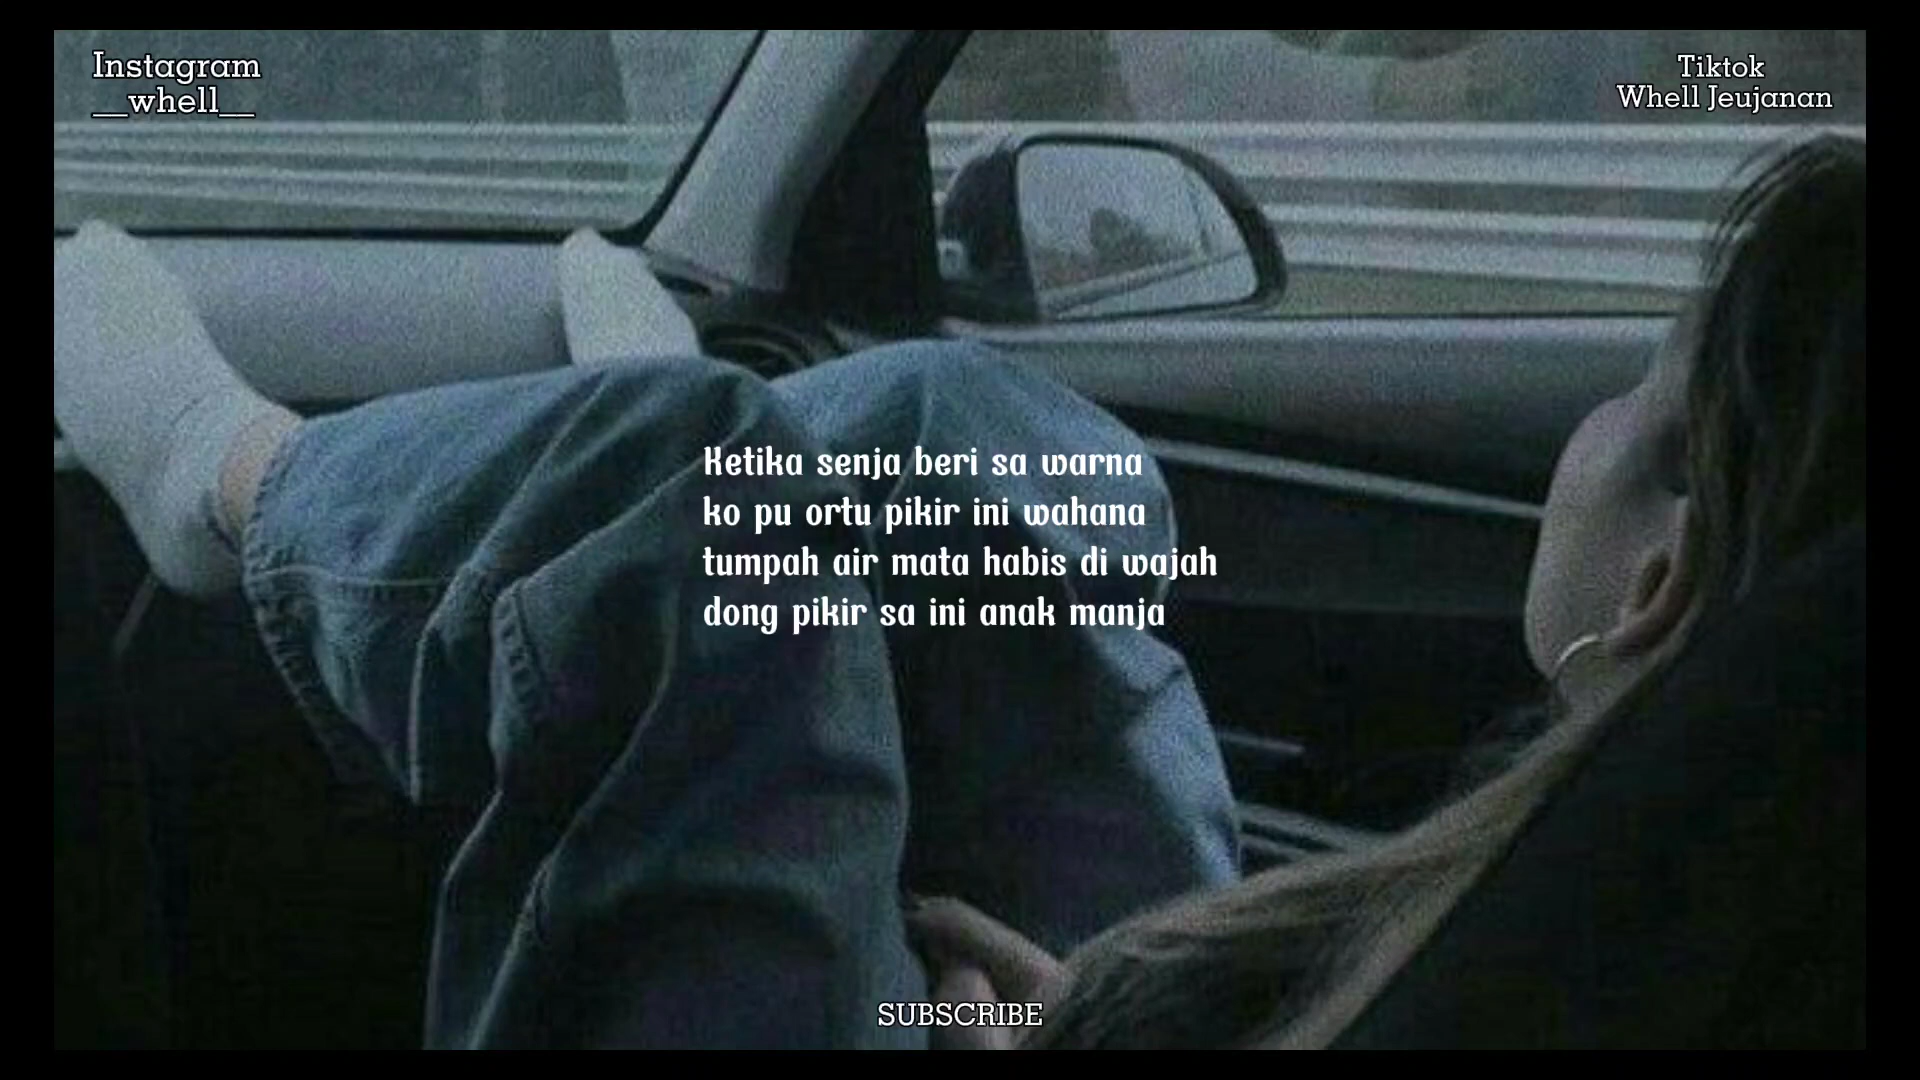 Instagram
__whell__
Tiktok
Whell Jeujanan
Ketika senja beri sa warna
ko pu ortu pikir ini wahana
tumpah air mata habis di wajah
dong pikir sa ini anak manja
SUBSCRIBE